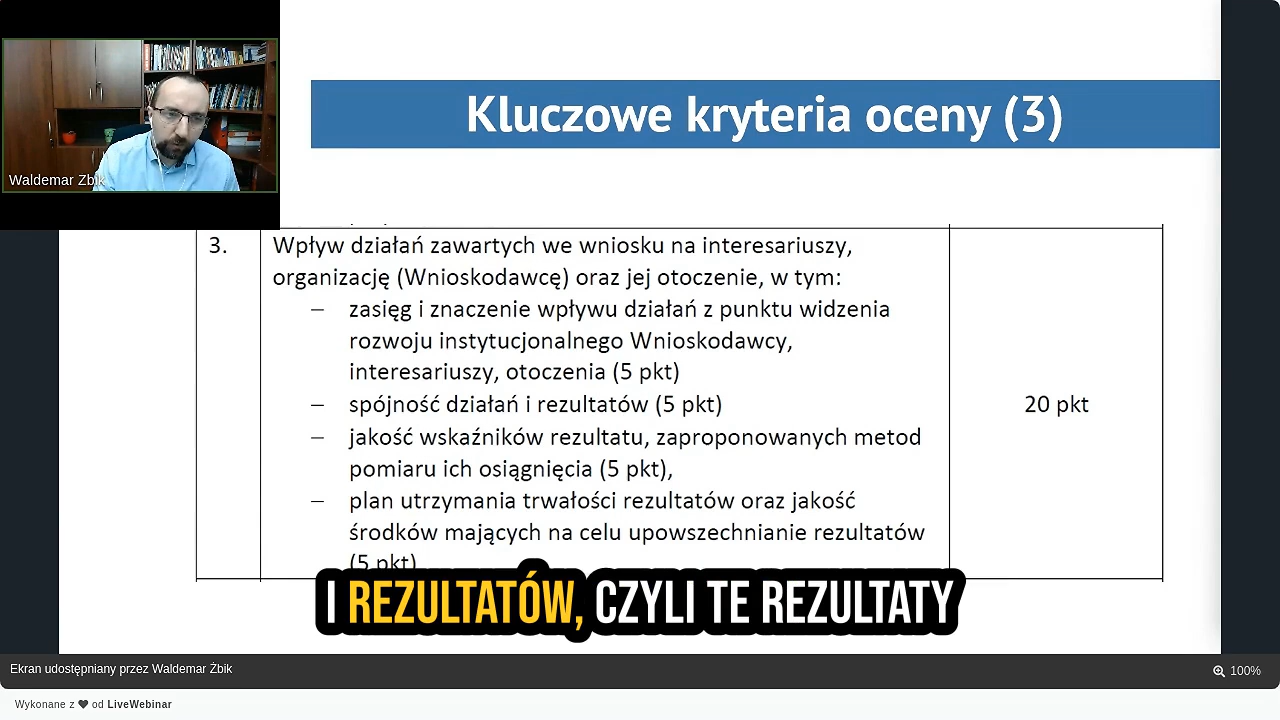 Kluczowe kryteria oceny (3)
Waldemar Zbik
3.
Wpływ działań zawartych we wniosku na interesariuszy,
organizację (Wnioskodawcę) oraz jej otoczenie, w tym:
– zasięg i znaczenie wpływu działań z punktu widzenia
rozwoju instytucjonalnego Wnioskodawcy,
interesariuszy, otoczenia (5 pkt)
– spójność działań i rezultatów (5 pkt)
– jakość wskaźników rezultatu, zaproponowanych metod
pomiaru ich osiągnięcia (5 pkt),
– plan utrzymania trwałości rezultatów oraz jakość
środków mających na celu upowszechnianie rezultatów
(5 pkt)
20 pkt
I REZULTATÓW, CZYLI TE REZULTATY
Ekran udostępniany przez Waldemar Żbik
100%
Wykonane z ❤ od LiveWebinar